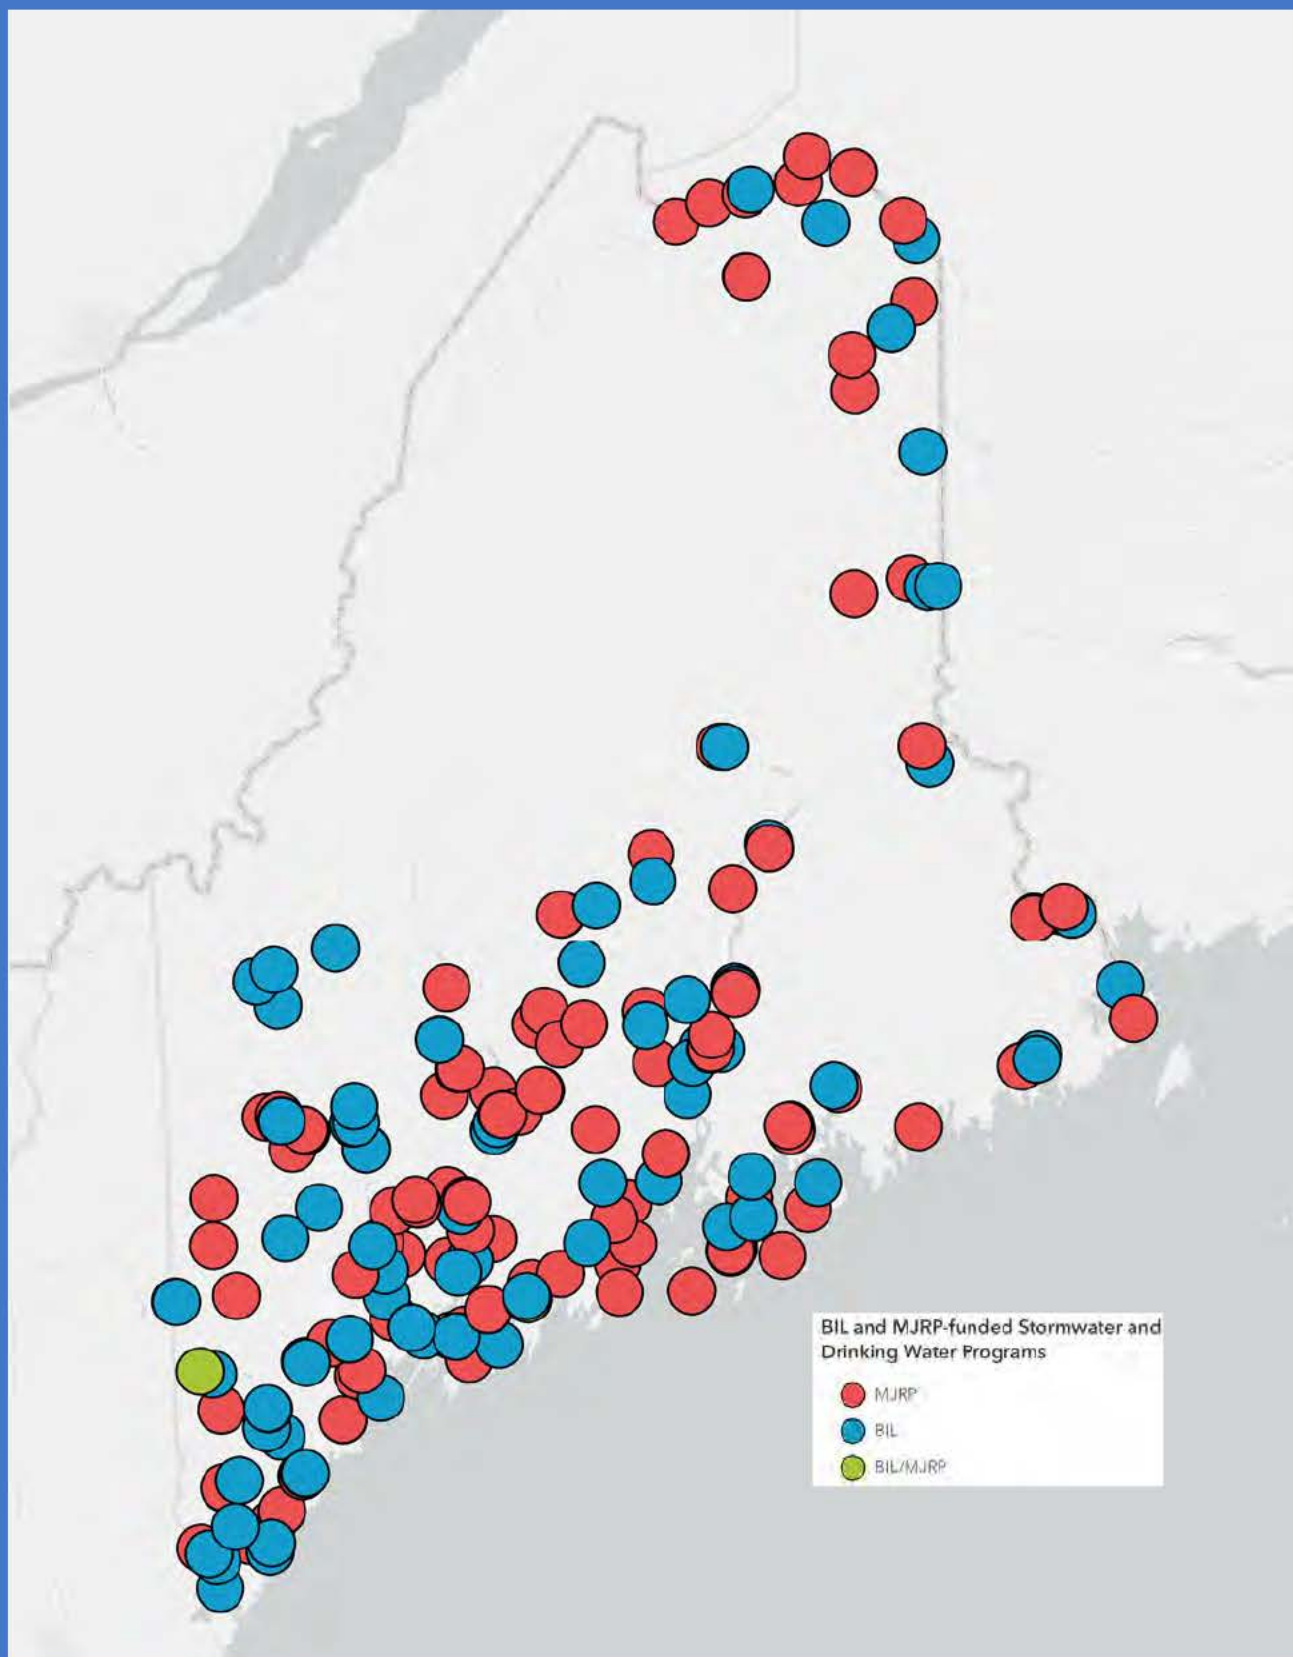 BIL and MJRP-funded Stormwater and
Drinking Water Programs
MJRP
BIL
BIL/MJRP